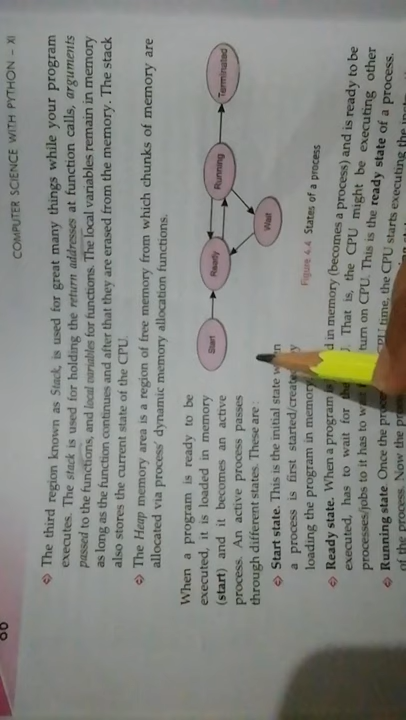 COMPUTER SCIENCE WITH PYTHON – XI
The third region known as Stack, is used for great many things while your program
executes. The stack is used for holding the return addresses at function calls, arguments
passed to the functions, and local variables for functions. The local variables remain in memory
as long as the function continues and after that they are erased from the memory. The stack
also stores the current state of the CPU.
The Heap memory area is a region of free memory from which chunks of memory are
allocated via process' dynamic memory allocation functions.
When a program is ready to be
executed, it is loaded in memory
(start) and it becomes an active
process. An active process passes
through different states. These are :
Start
Ready
Running
Terminated
Wait
Figure 4.4 States of a process
Start state. This is the initial state
a process is first started/
loading the program in memory
Ready state. When a program is in memory (becomes a process) and is ready to be
executed, has to wait for That is, the CPU might be executing other
processes/jobs to it has to wait turn on CPU. This is the ready state of a process.
Running state Once the time, the CPU starts executing the
of the process. Now the